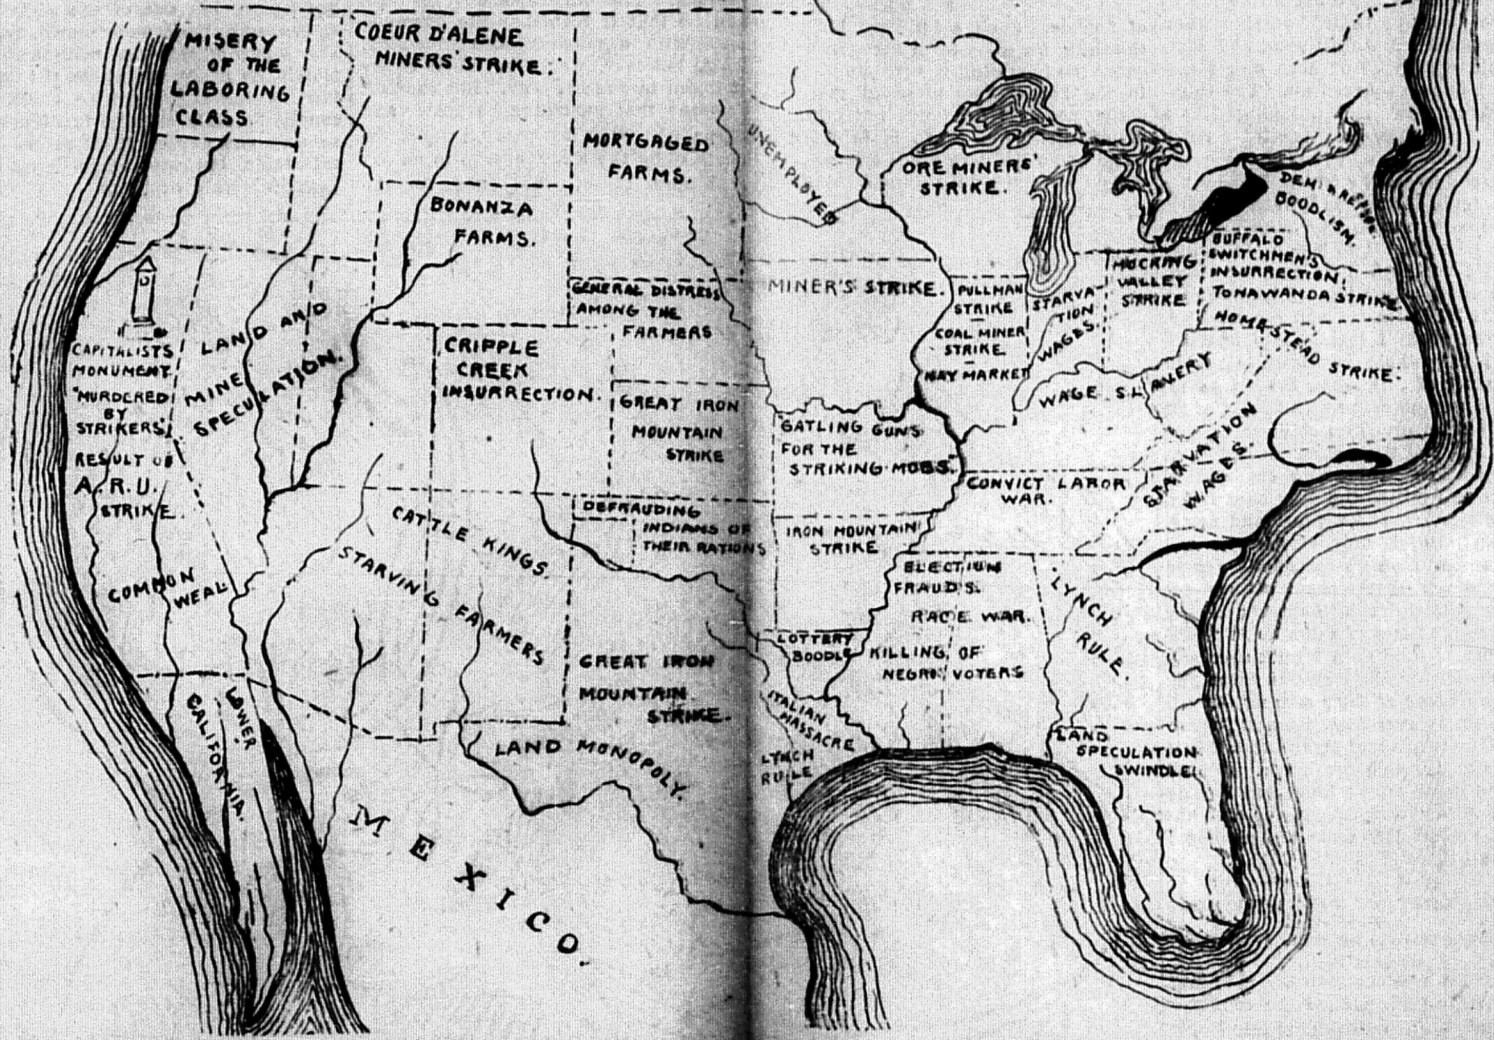 MISERY
OF THE
LABORING
CLASS
COEUR D'ALENE
MINERS' STRIKE.
MORTGAGED
FARMS.
UNEMPLOYED
ORE MINERS'
STRIKE.
BOODLISM.
BONANZA
FARMS.
GENERAL DISTRESS
AMONG THE
FARMERS
MINER'S STRIKE.
PULLMAN
STRIKE
COAL MINER
STRIKE.
HAY MARKET
STARVA-
TION
WAGES.
HOCKING
VALLEY
STRIKE
BUFFALO
SWITCHMEN'S
INSURRECTION,
TONAWANDA STRIKE
HOMESTEAD STRIKE.
CAPITALISTS
MONUMENT
"MURDERED
BY
STRIKERS"
RESULT OF
A.R.U.
STRIKE.
LAND AND
MINE
SPECULATION.
CRIPPLE
CREEK
INSURRECTION.
GREAT IRON
MOUNTAIN
STRIKE
GATLING GUNS
FOR THE
STRIKING MOBS.
WAGE SLAVERY
STARVATION
WAGES.
CONVICT LABOR
WAR.
COMMON
WEAL
CATTLE KINGS.
STARVING FARMERS
DEFRAUDING
INDIANS OF
THEIR RATIONS
IRON MOUNTAIN
STRIKE
ELECTION
FRAUDS.
RACE WAR.
KILLING OF
NEGRO VOTERS
LYNCH
RULE.
LOTTERY
BOODLE
ITALIAN
MASSACRE
LYNCH
RULE
GREAT IRON
MOUNTAIN
STRIKE.
LAND MONOPOLY.
LAND
SPECULATION
SWINDLE
LOWER
CALIFORNIA.
MEXICO.